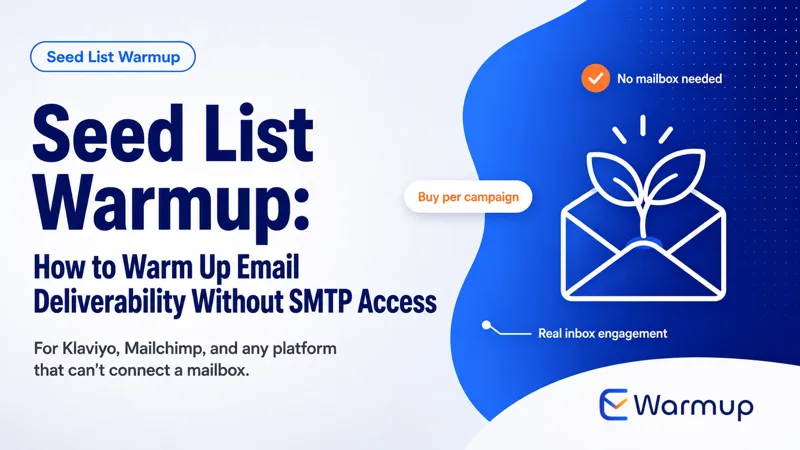 Seed List Warmup
Seed List
Warmup:
How to Warm Up Email
Deliverability Without SMTP Access
For Klaviyo, Mailchimp, and any platform
that can't connect a mailbox.
No mailbox needed
Buy per campaign
Real inbox engagement
Warmup